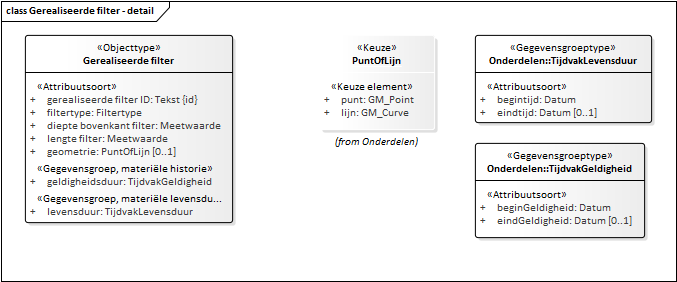 class Gerealiseerde filter - detail
«Objecttype»
Gerealiseerde filter
«Attribuutsoort»
+ gerealiseerde filter ID: Tekst {id}
+ filtertype: Filtertype
+ diepte bovenkant filter: Meetwaarde
+ lengte filter: Meetwaarde
+ geometrie: PuntOfLijn [0..1]
«Gegevensgroep, materiële historie»
+ geldigheidsduur: TijdvakGeldigheid
«Gegevensgroep, materiële levensdu...
+ levensduur: TijdvakLevensduur
«Keuze»
PuntOfLijn
«Keuze element»
+ punt: GM_Point
+ lijn: GM_Curve
(from Onderdelen)
«Gegevensgroeptype»
Onderdelen::TijdvakLevensduur
«Attribuutsoort»
+ begintijd: Datum
+ eindtijd: Datum [0..1]
«Gegevensgroeptype»
Onderdelen::TijdvakGeldigheid
«Attribuutsoort»
+ beginGeldigheid: Datum
+ eindGeldigheid: Datum [0..1]